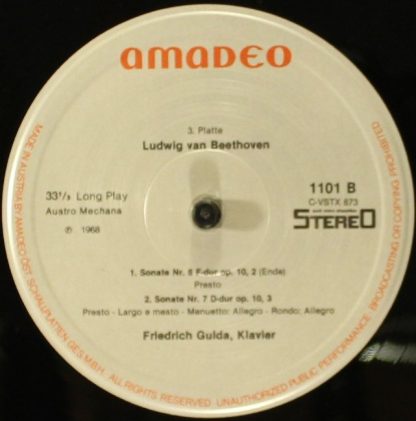 amadeo
3. Platte
Ludwig van Beethoven
33⅓ Long Play
Austro Mechana
℗ 1968
1101 B
C-VSTX 673
STEREO
1. Sonate Nr. 6 F-dur op. 10, 2 (Ende)
Presto
2. Sonate Nr. 7 D-dur op. 10, 3
Presto - Largo e mesto - Menuetto: Allegro - Rondo: Allegro
Friedrich Gulda, Klavier
MADE IN AUSTRIA BY AMADEO ÖST. SCHALLPLATTEN GES.M.B.H. · ALL RIGHTS RESERVED. UNAUTHORIZED PUBLIC PERFORMANCE, BROADCASTING OR COPYING PROHIBITED